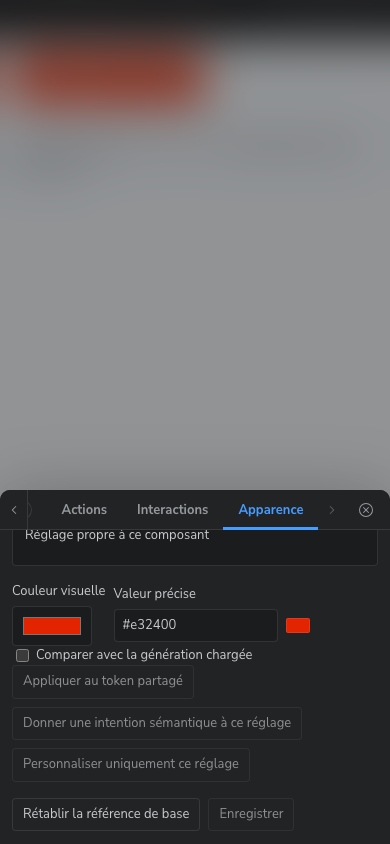 Actions Interactions Apparence
Réglage propre à ce composant
Couleur visuelle Valeur précise
#e32400
Comparer avec la génération chargée
Appliquer au token partagé
Donner une intention sémantique à ce réglage
Personnaliser uniquement ce réglage
Rétablir la référence de base Enregistrer